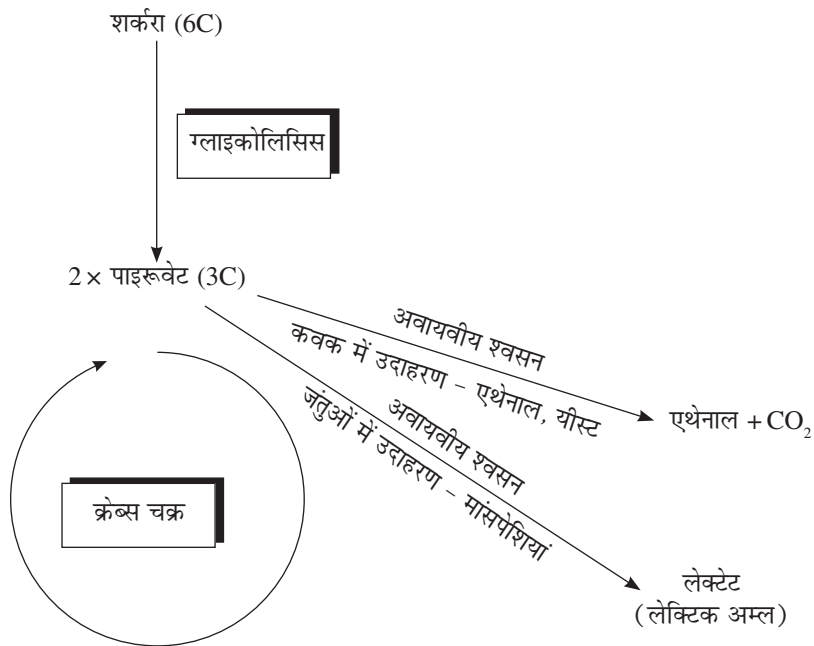 शर्करा (6C)
ग्लाइकोलिसिस
2 × पाइरूवेट (3C)
अवायवीय श्वसन
कवक में उदाहरण – एथेनाल, यीस्ट
एथेनाल + CO₂
अवायवीय श्वसन
जंतुओं में उदाहरण – मांसपेशियां
क्रेब्स चक्र
लेक्टेट
(लेक्टिक अम्ल)